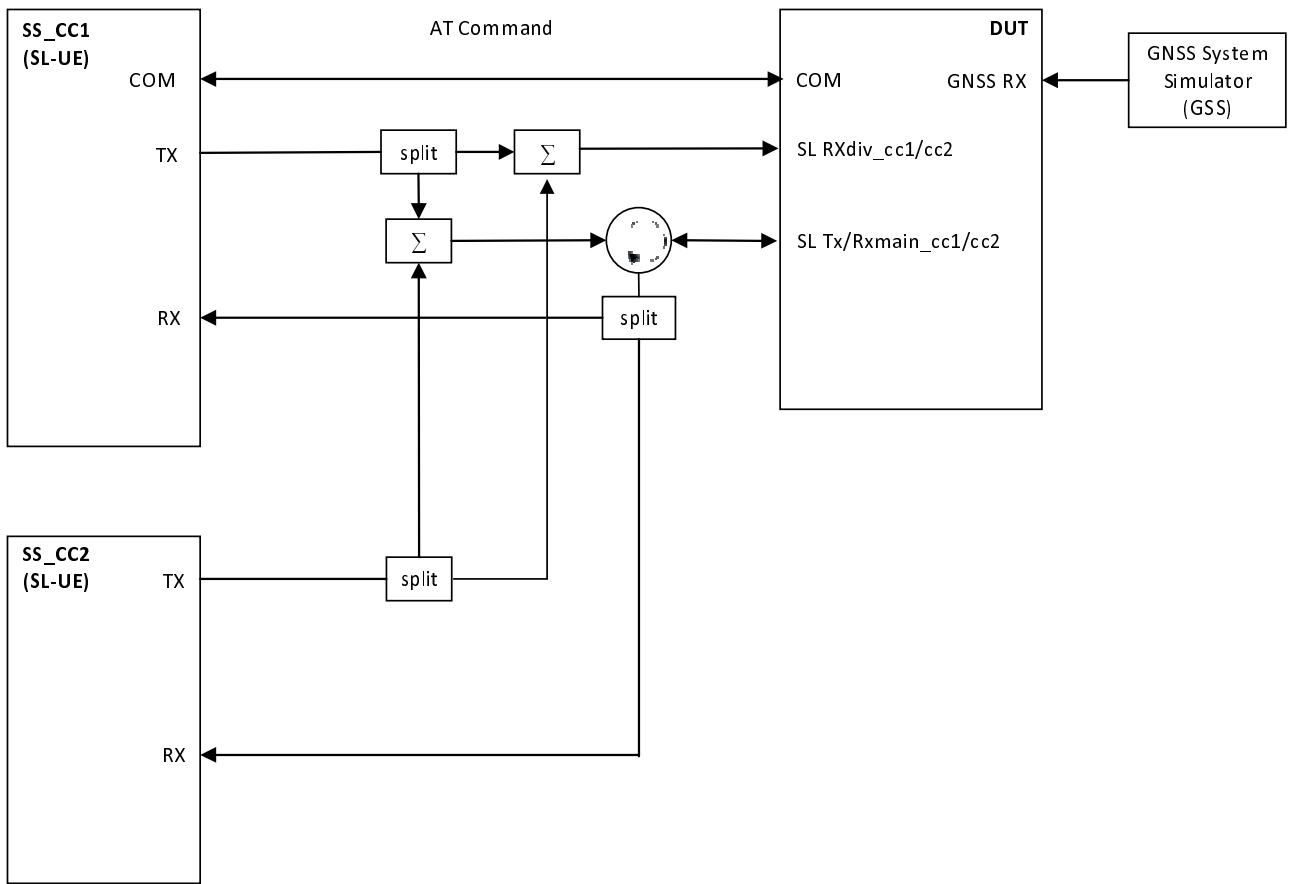 SS_CC1
(SL-UE)
AT Command
DUT
COM
COM
GNSS RX
GNSS System
Simulator
(GSS)
TX
split
∑
SL RXdiv_cc1/cc2
∑
SL Tx/Rxmain_cc1/cc2
RX
split
SS_CC2
(SL-UE)
TX
split
RX